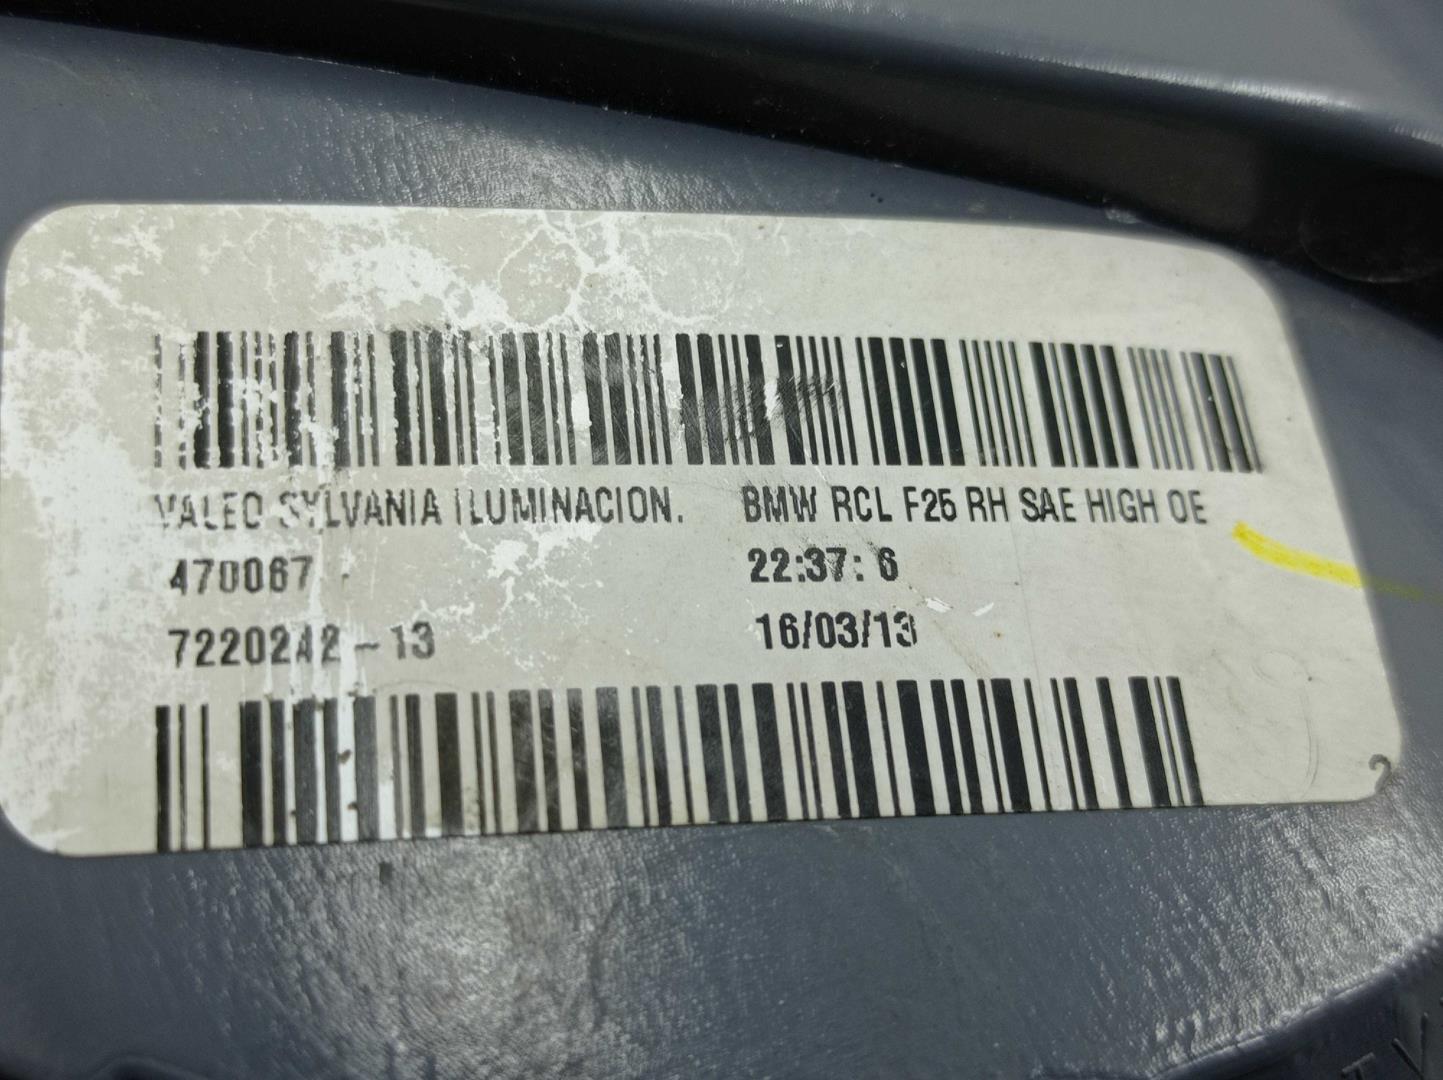 VALEO SYLVANIA ILUMINACION. BMW RCL F25 RH SAE HIGH OE
470067 22:37: 6
7220242-13 16/03/13
2